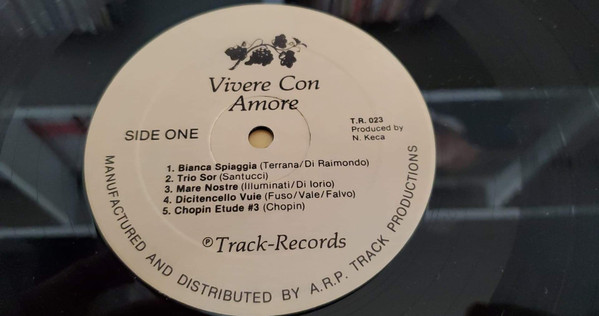 Vivere Con
Amore
SIDE ONE
T.R. 023
Produced by
N. Keca
1. Bianca Spiaggia (Terrana/Di Raimondo)
2. Trio Sor (Santucci)
3. Mare Nostre (Illuminati/Di Iorio)
4. Dicitencello Vuie (Fuso/Vale/Falvo)
5. Chopin Etude #3 (Chopin)
℗Track-Records
MANUFACTURED AND DISTRIBUTED BY A.R.P. TRACK PRODUCTIONS